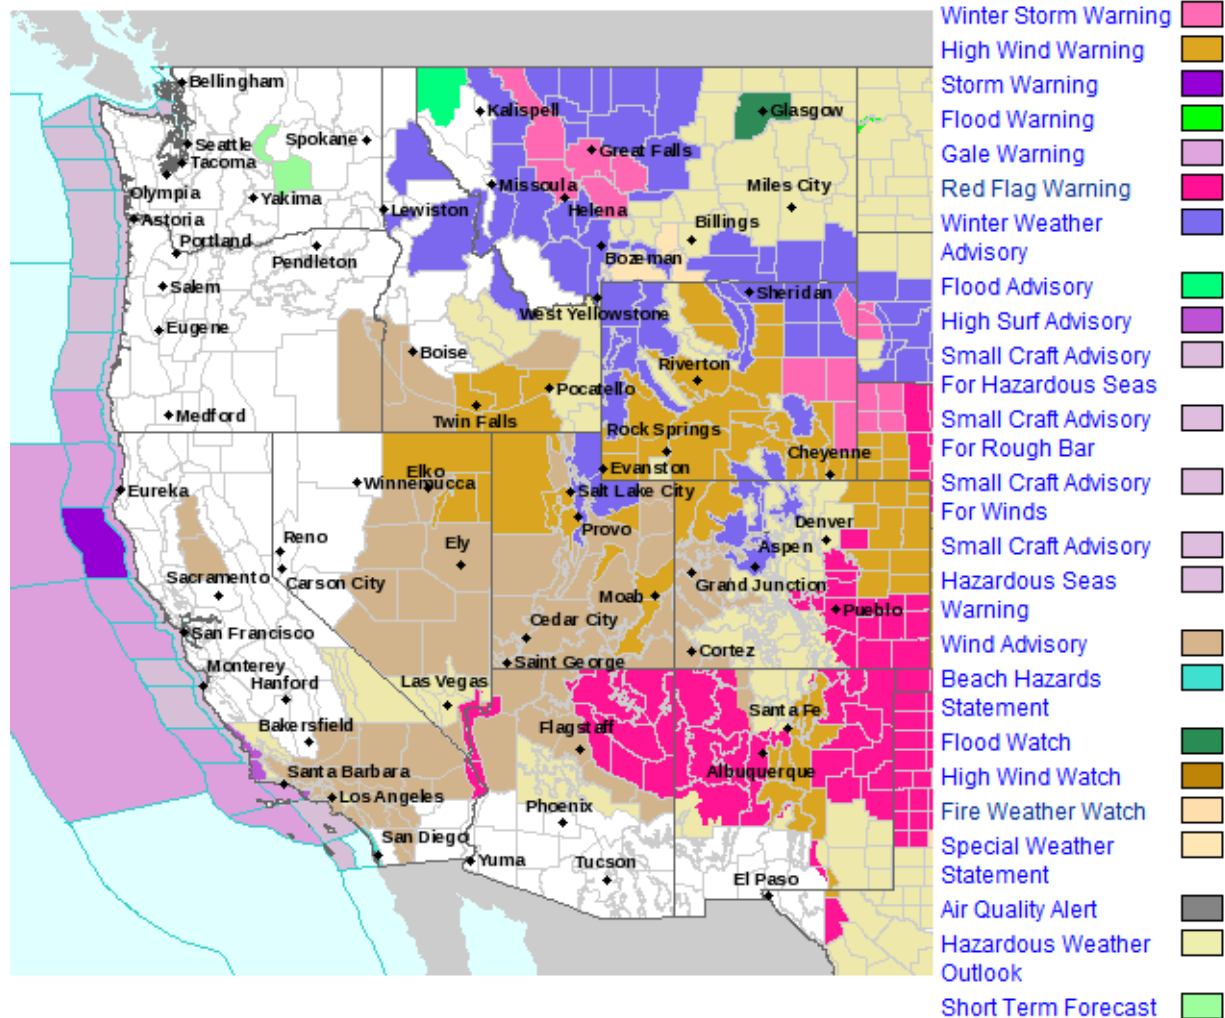 Winter Storm Warning
High Wind Warning
Storm Warning
Flood Warning
Gale Warning
Red Flag Warning
Winter Weather
Advisory
Flood Advisory
High Surf Advisory
Small Craft Advisory
For Hazardous Seas
Small Craft Advisory
For Rough Bar
Small Craft Advisory
For Winds
Small Craft Advisory
Hazardous Seas
Warning
Wind Advisory
Beach Hazards
Statement
Flood Watch
High Wind Watch
Fire Weather Watch
Special Weather
Statement
Air Quality Alert
Hazardous Weather
Outlook
Short Term Forecast
Bellingham
Kalispell
Glasgow
Seattle
Spokane
Great Falls
Tacoma
Olympia
Yakima
Missoula
Miles City
Astoria
Lewiston
Helena
Billings
Portland
Pendleton
Bozeman
Salem
Sheridan
Eugene
West Yellowstone
Boise
Riverton
Pocatello
Medford
Twin Falls
Rock Springs
Cheyenne
Elko
Evanston
Eureka
Winnemucca
Salt Lake City
Provo
Denver
Reno
Ely
Aspen
Sacramento
Carson City
Grand Junction
Moab
Pueblo
Cedar City
San Francisco
Cortez
Saint George
Monterey
Hanford
Las Vegas
Santa Fe
Bakersfield
Flagstaff
Albuquerque
Santa Barbara
Los Angeles
Phoenix
San Diego
Yuma
Tucson
El Paso